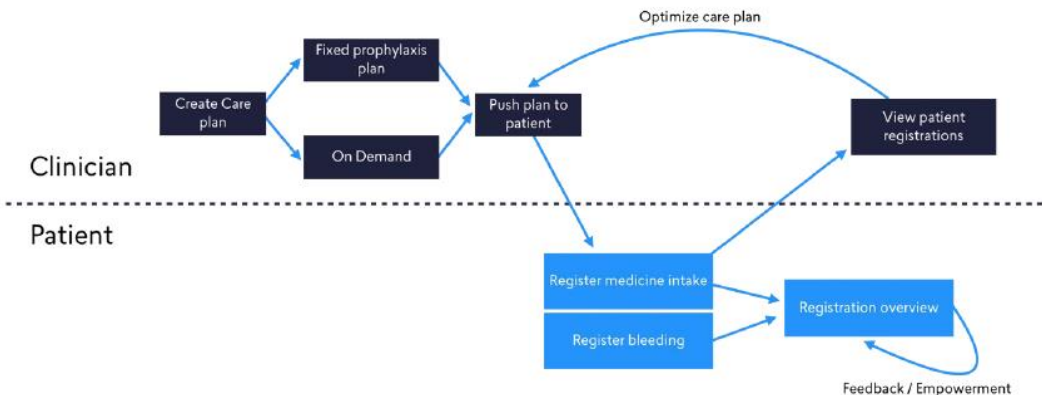 Optimize care plan
Fixed prophylaxis
plan
Create Care
plan
Push plan to
patient
View patient
registrations
On Demand
Clinician
Patient
Register medicine intake
Registration overview
Register bleeding
Feedback / Empowerment